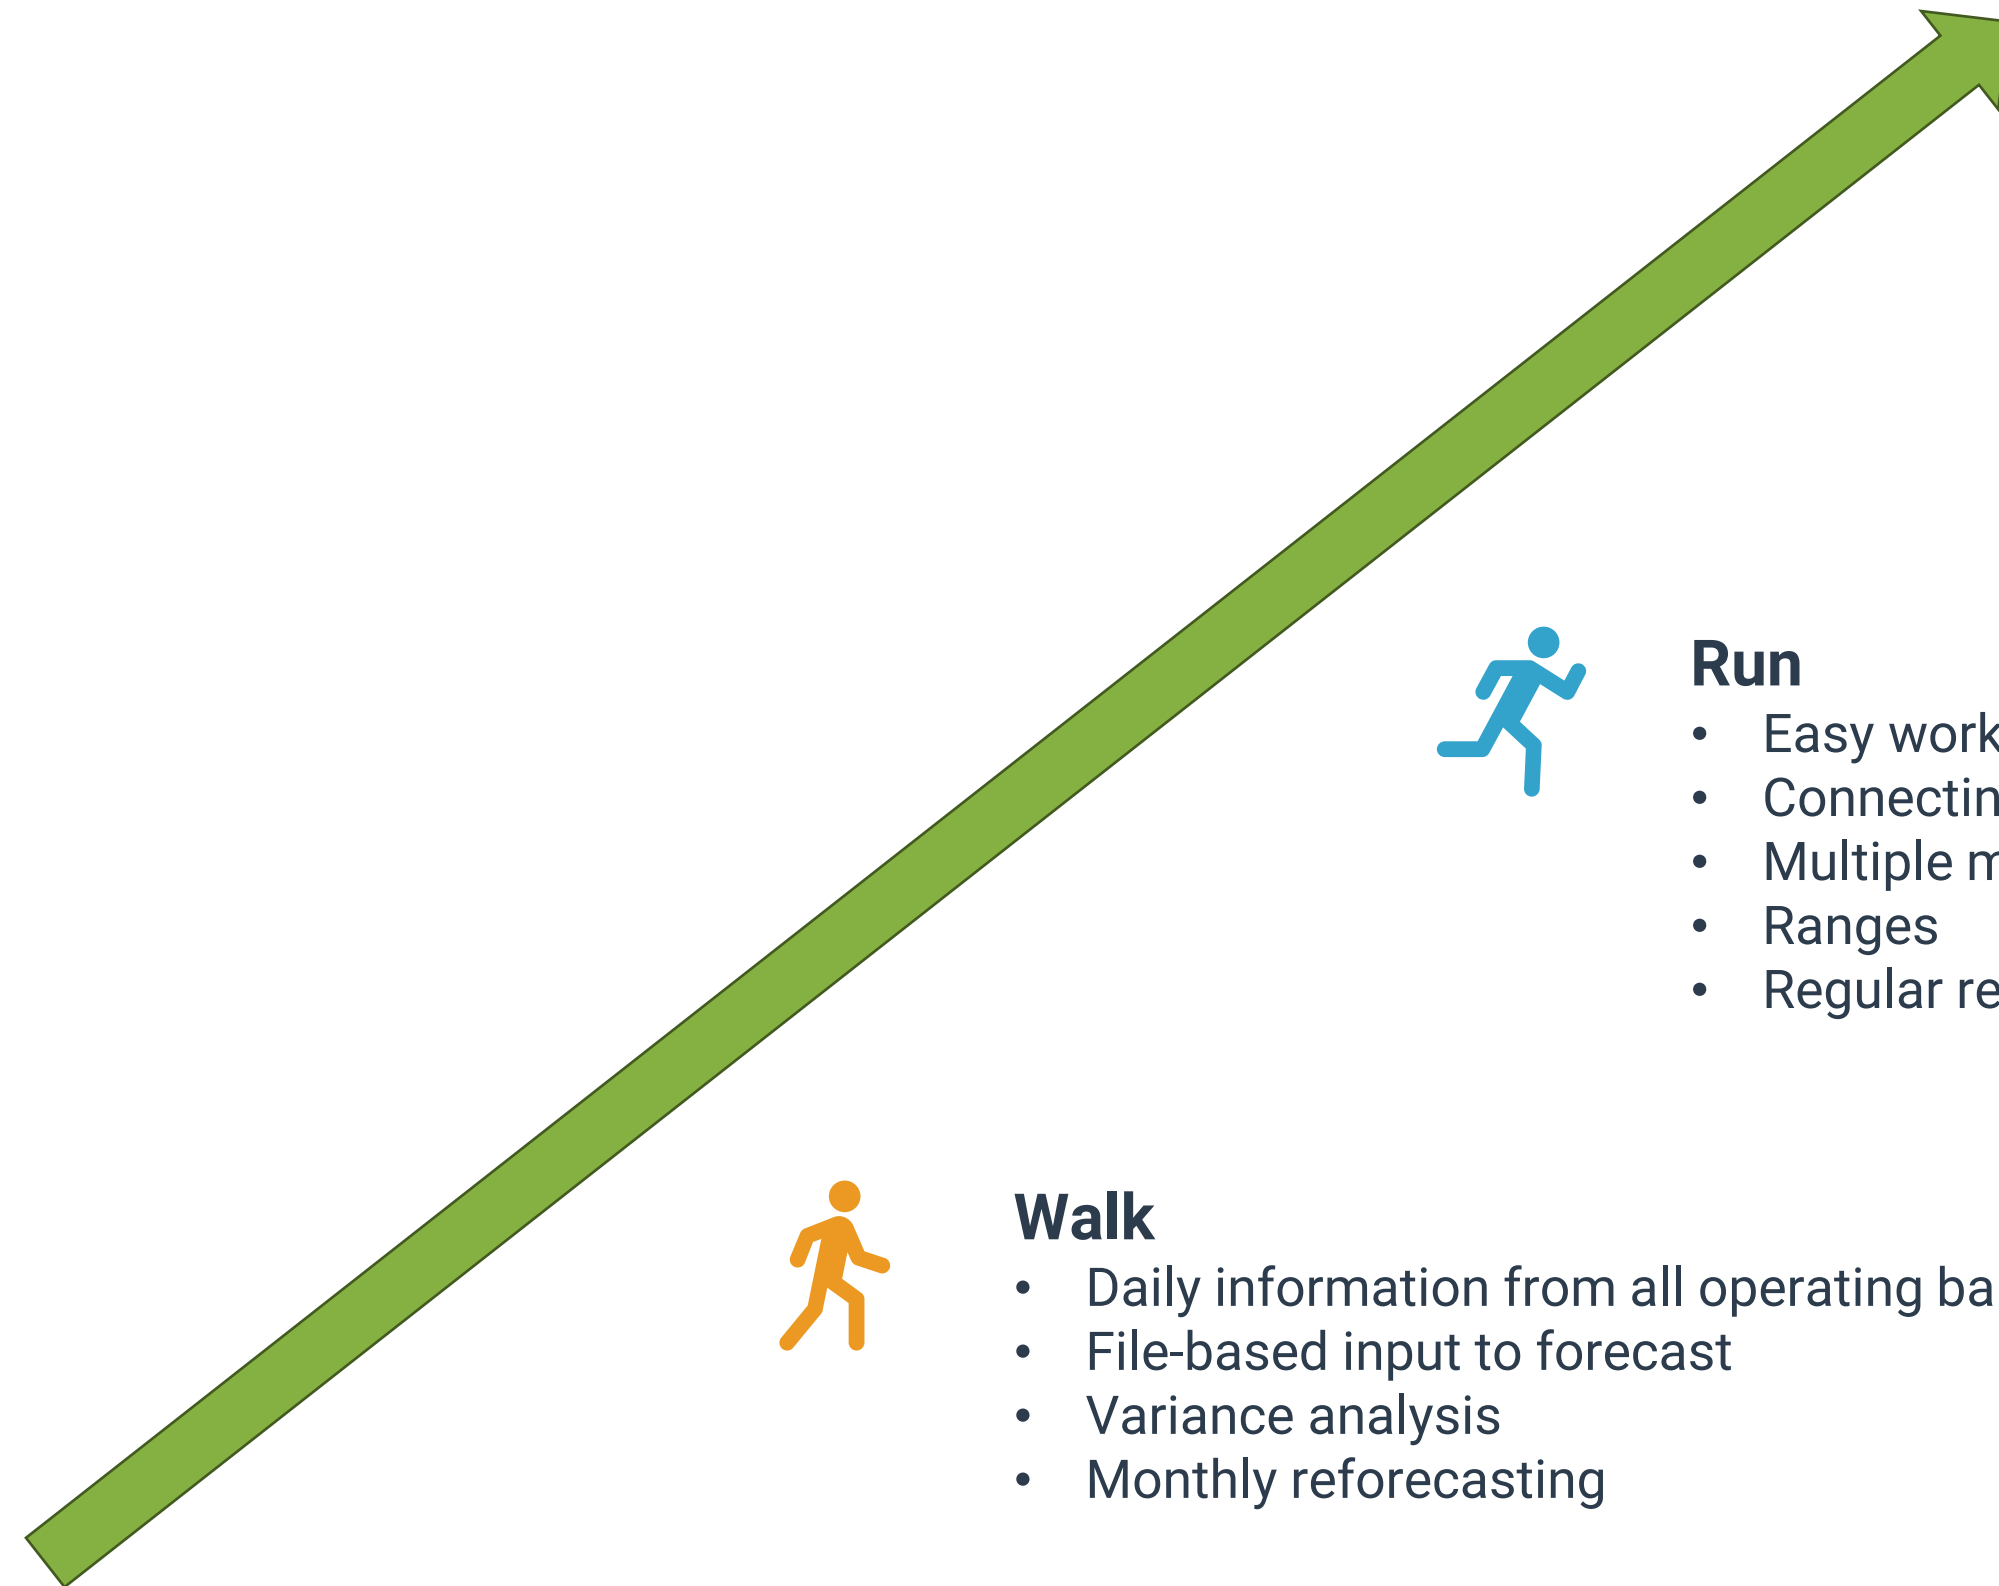 Run
• Easy work
• Connectin
• Multiple
• Ranges
• Regular re
Walk
• Daily information from all operating ba
• File-based input to forecast
• Variance analysis
• Monthly reforecasting